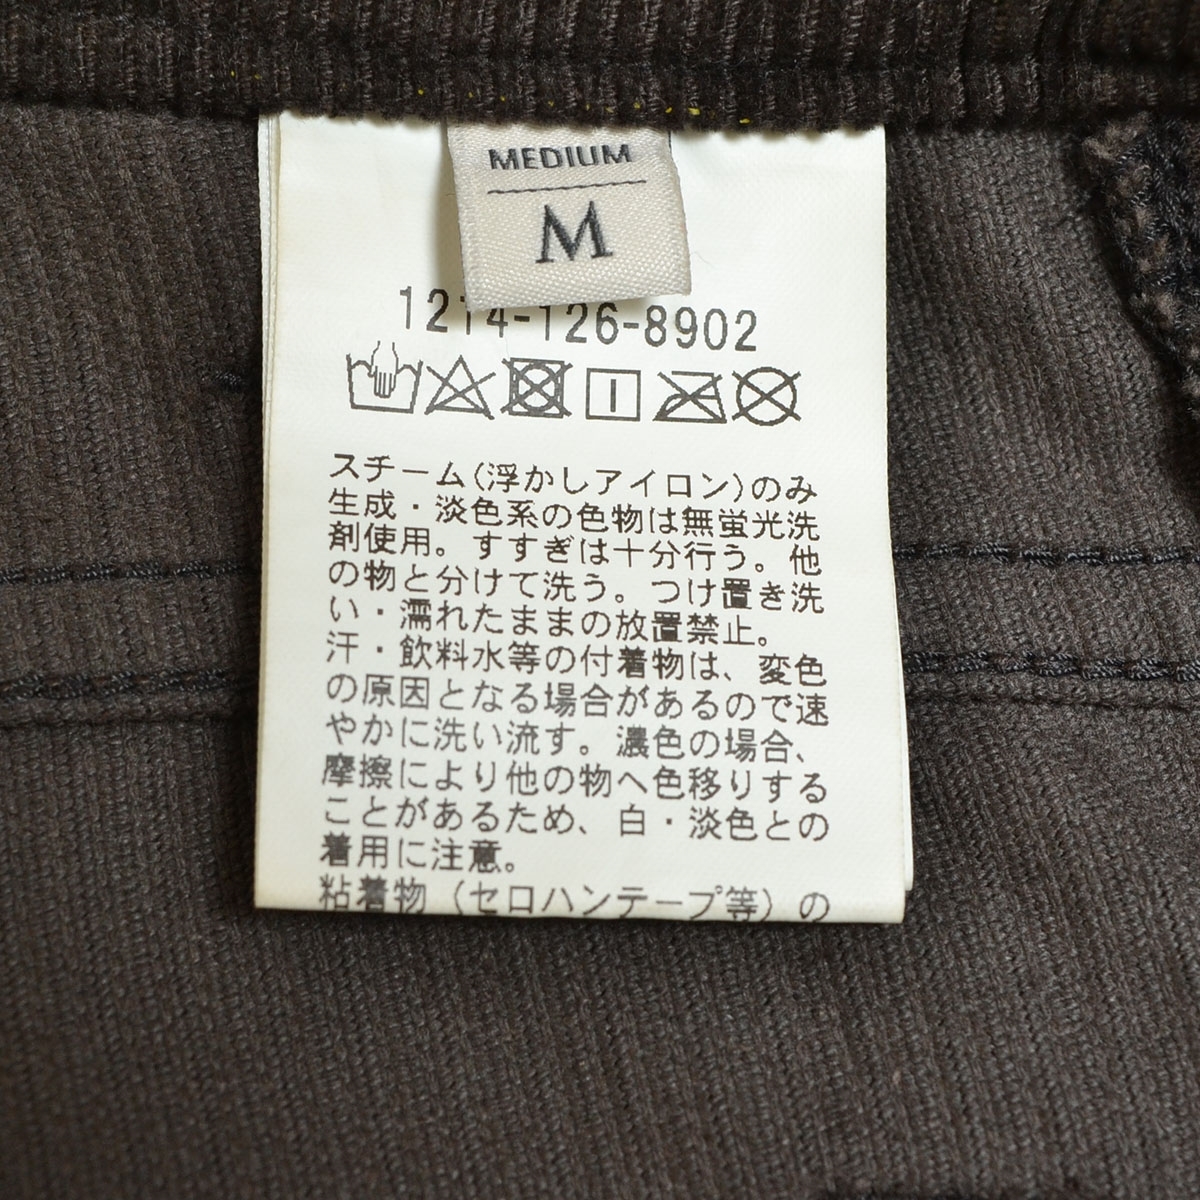 MEDIUM
M
1214-126-8902
スチーム(浮かしアイロン)のみ
生成・淡色系の色物は無蛍光洗
剤使用。すすぎは十分行う。他
の物と分けて洗う。つけ置き洗
い・濡れたままの放置禁止。
汗・飲料水等の付着物は、変色
の原因となる場合があるので速
やかに洗い流す。濃色の場合、
摩擦により他の物へ色移りする
ことがあるため、白・淡色との
着用に注意。
粘着物（セロハンテープ等）の